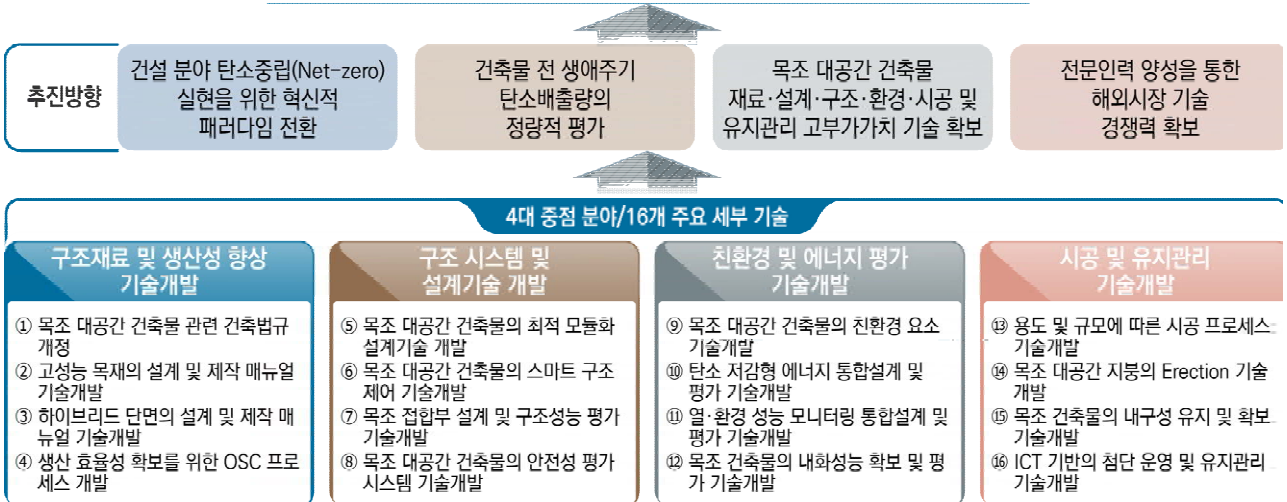 추진방향
건설 분야 탄소중립(Net-zero)
실현을 위한 혁신적
패러다임 전환
건축물 전 생애주기
탄소배출량의
정량적 평가
목조 대공간 건축물
재료·설계·구조·환경·시공 및
유지관리 고부가가치 기술 확보
전문인력 양성을 통한
해외시장 기술
경쟁력 확보
4대 중점 분야/16개 주요 세부 기술
구조재료 및 생산성 향상
기술개발
① 목조 대공간 건축물 관련 건축법규
개정
② 고성능 목재의 설계 및 제작 매뉴얼
기술개발
③ 하이브리드 단면의 설계 및 제작 매
뉴얼 기술개발
④ 생산 효율성 확보를 위한 OSC 프로
세스 개발
구조 시스템 및
설계기술 개발
⑤ 목조 대공간 건축물의 최적 모듈화
설계기술 개발
⑥ 목조 대공간 건축물의 스마트 구조
제어 기술개발
⑦ 목조 접합부 설계 및 구조성능 평가
기술개발
⑧ 목조 대공간 건축물의 안전성 평가
시스템 기술개발
친환경 및 에너지 평가
기술개발
⑨ 목조 대공간 건축물의 친환경 요소
기술개발
⑩ 탄소 저감형 에너지 통합설계 및
평가 기술개발
⑪ 열·환경 성능 모니터링 통합설계 및
평가 기술개발
⑫ 목조 건축물의 내화성능 확보 및 평
가 기술개발
시공 및 유지관리
기술개발
⑬ 용도 및 규모에 따른 시공 프로세스
기술개발
⑭ 목조 대공간 지붕의 Erection 기술
개발
⑮ 목조 건축물의 내구성 유지 및 확보
기술개발
⑯ ICT 기반의 첨단 운영 및 유지관리
기술개발